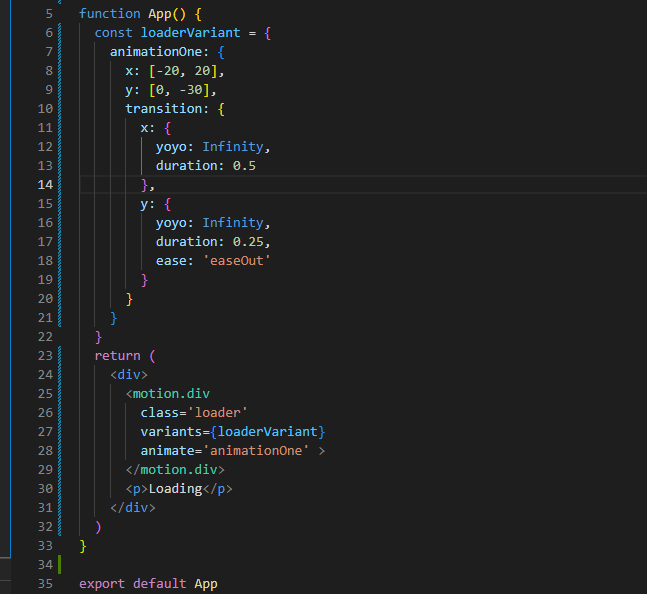 5 function App() {
6 const loaderVariant = {
7 animationOne: {
8 x: [-20, 20],
9 y: [0, -30],
10 transition: {
11 x: {
12 yoyo: Infinity,
13 duration: 0.5
14 },
15 y: {
16 yoyo: Infinity,
17 duration: 0.25,
18 ease: 'easeOut'
19 }
20 }
21 }
22 }
23 return (
24 <div>
25 <motion.div
26 class='loader'
27 variants={loaderVariant}
28 animate='animationOne' >
29 </motion.div>
30 <p>Loading</p>
31 </div>
32 )
33 }
34
35 export default App